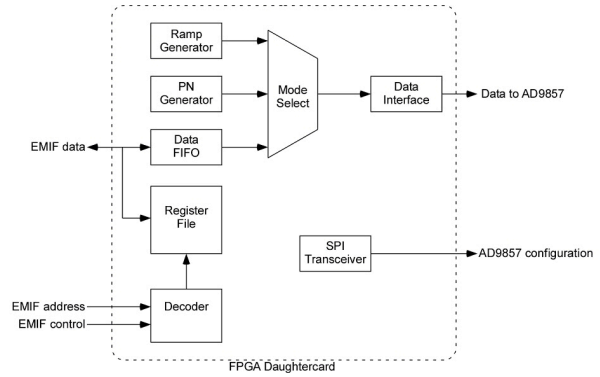 Ramp
Generator
PN
Generator
Mode
Select
Data
Interface
Data to AD9857
EMIF data
Data
FIFO
Register
File
SPI
Transceiver
AD9857 configuration
EMIF address
EMIF control
Decoder
FPGA Daughtercard